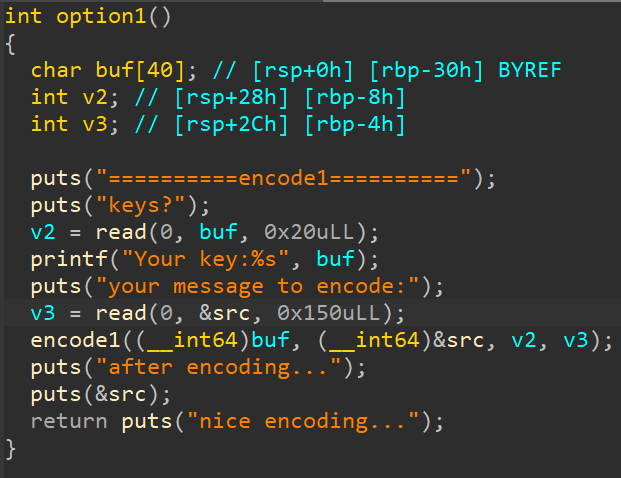 int option1()
{
  char buf[40]; // [rsp+0h] [rbp-30h] BYREF
  int v2; // [rsp+28h] [rbp-8h]
  int v3; // [rsp+2Ch] [rbp-4h]

  puts("==========encode1==========");
  puts("keys?");
  v2 = read(0, buf, 0x20uLL);
  printf("Your key:%s", buf);
  puts("your message to encode:");
  v3 = read(0, &src, 0x150uLL);
  encode1((__int64)buf, (__int64)&src, v2, v3);
  puts("after encoding...");
  puts(&src);
  return puts("nice encoding...");
}